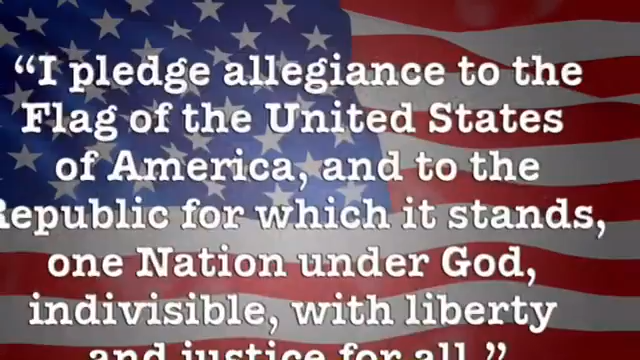 “I pledge allegiance to the
Flag of the United States
of America, and to the
Republic for which it stands,
one Nation under God,
indivisible, with liberty
and justice for all.”